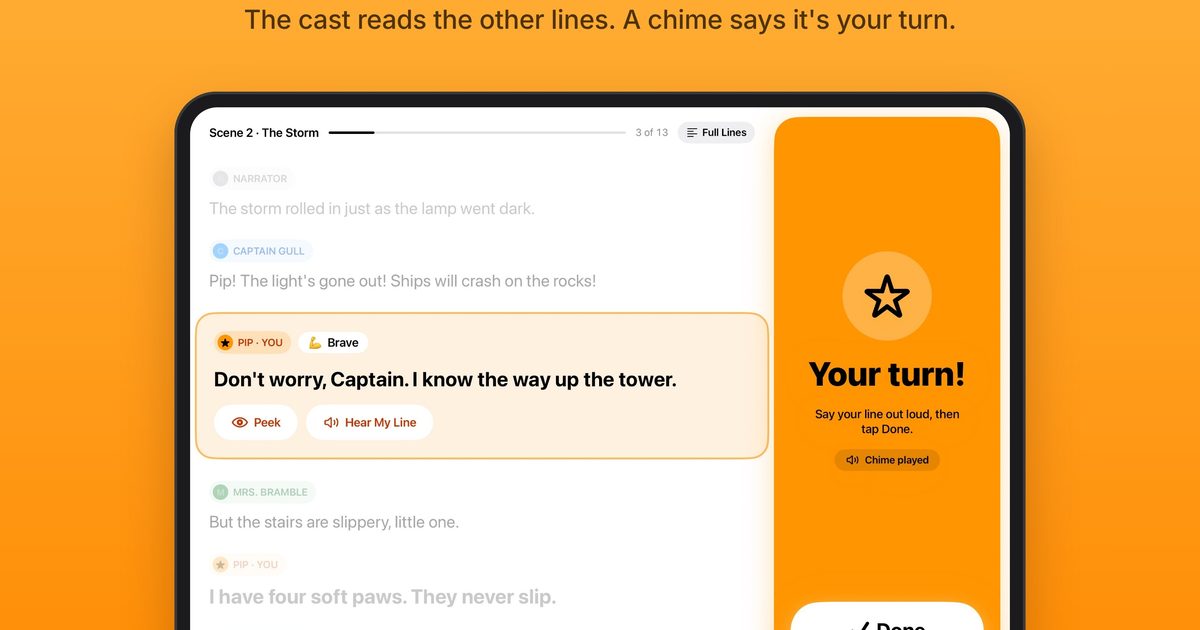 The cast reads the other lines. A chime says it's your turn.
Scene 2 · The Storm
3 of 13
Full Lines
NARRATOR
The storm rolled in just as the lamp went dark.
CAPTAIN GULL
Pip! The light's gone out! Ships will crash on the rocks!
PIP · YOU
Brave
Don't worry, Captain. I know the way up the tower.
Peek
Hear My Line
MRS. BRAMBLE
But the stairs are slippery, little one.
PIP · YOU
I have four soft paws. They never slip.
Your turn!
Say your line out loud, then
tap Done.
Chime played
Done